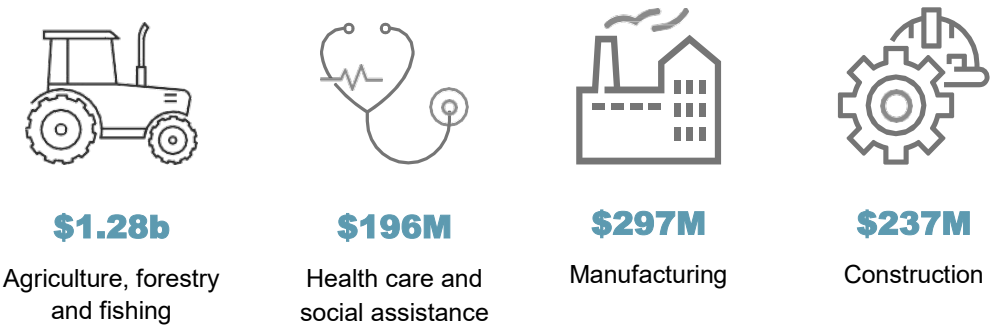 $1.28b
Agriculture, forestry
and fishing
$196M
Health care and
social assistance
$297M
Manufacturing
$237M
Construction